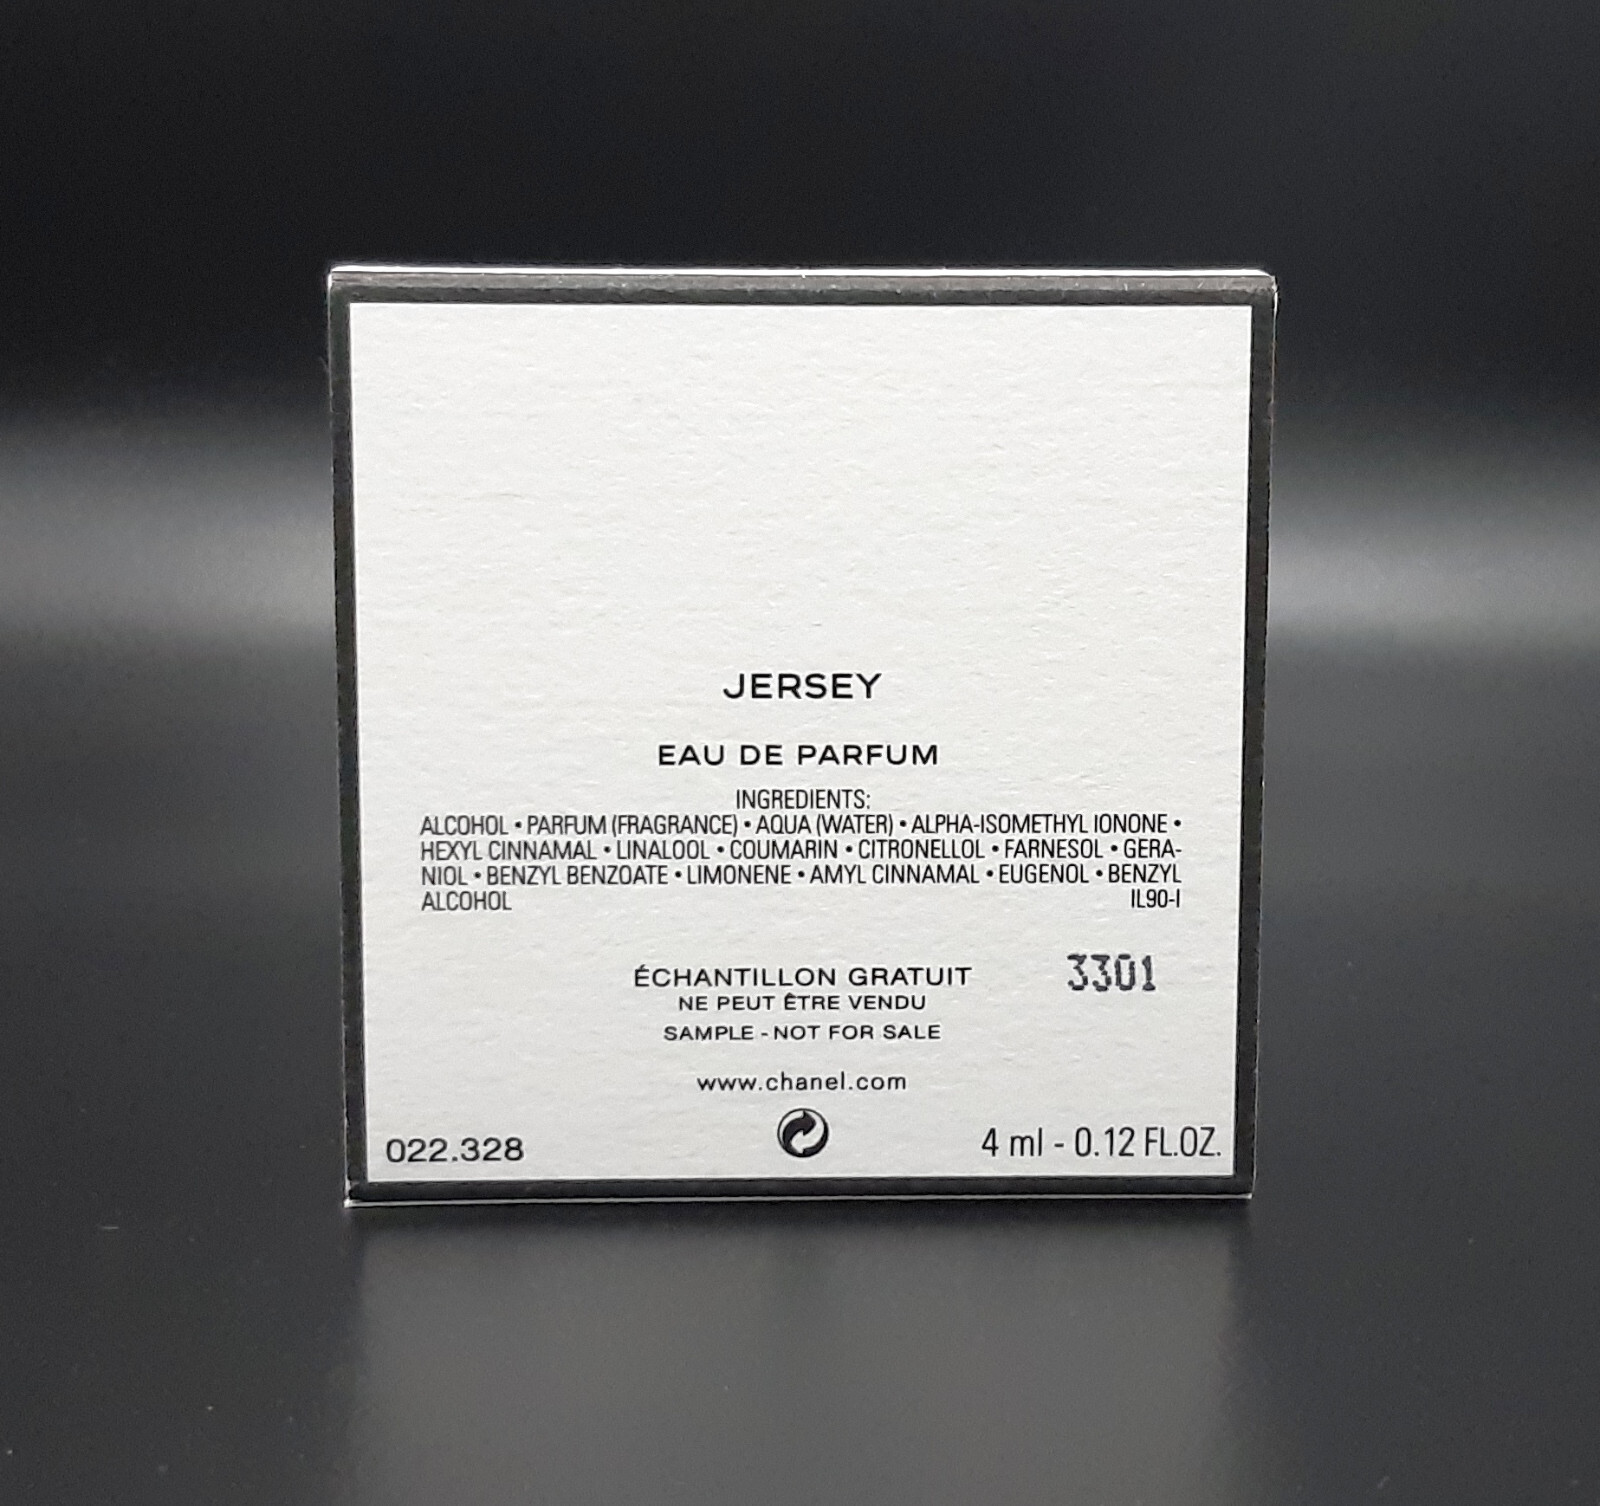 JERSEY
EAU DE PARFUM
INGREDIENTS:
ALCOHOL • PARFUM (FRAGRANCE) • AQUA (WATER) • ALPHA-ISOMETHYL IONONE •
HEXYL CINNAMAL • LINALOOL • COUMARIN • CITRONELLOL • FARNESOL • GERA-
NIOL • BENZYL BENZOATE • LIMONENE • AMYL CINNAMAL • EUGENOL • BENZYL
ALCOHOL IL90-I
ÉCHANTILLON GRATUIT 3301
NE PEUT ÊTRE VENDU
SAMPLE - NOT FOR SALE
www.chanel.com
022.328 4 ml - 0.12 FL.OZ.